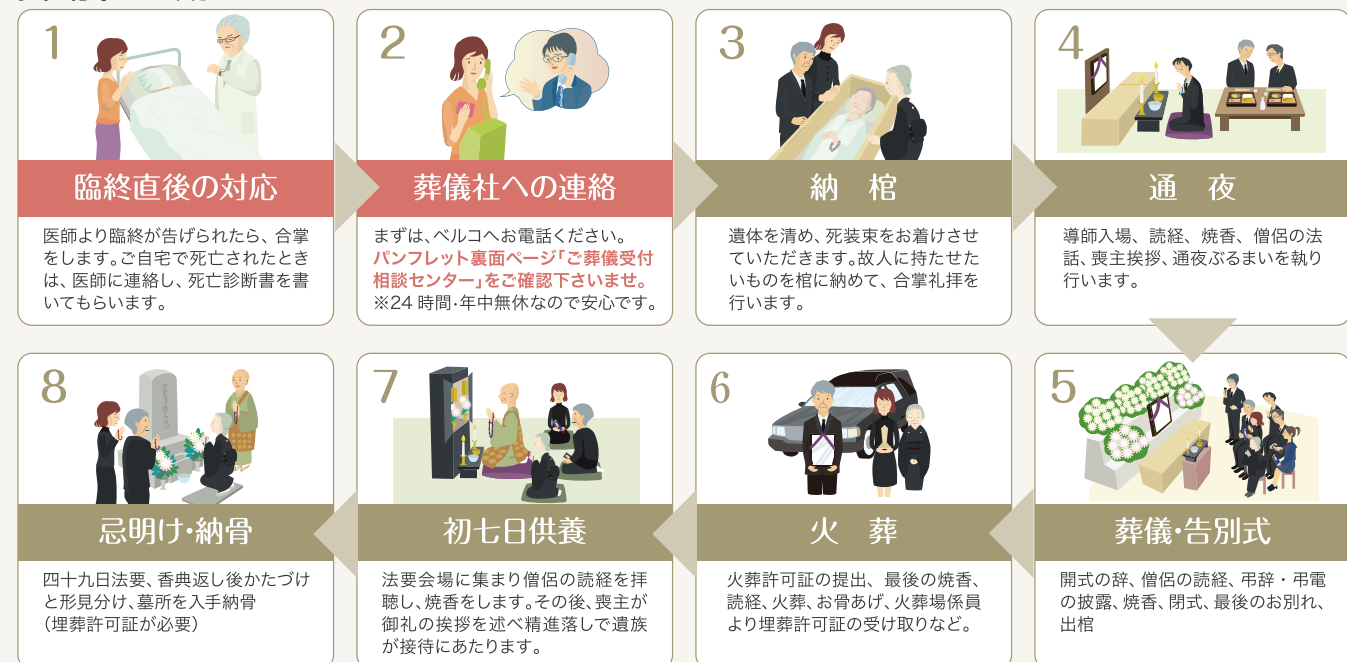 1
臨終直後の対応
医師より臨終が告げられたら、合掌
をします。ご自宅で死亡されたとき
は、医師に連絡し、死亡診断書を書
いてもらいます。
2
葬儀社への連絡
まずは、ベルコへお電話ください。
パンフレット裏面ページ「ご葬儀受付
相談センター」をご確認下さいませ。
※24時間・年中無休なので安心です。
3
納 棺
遺体を清め、死装束をお着けさせ
ていただきます。故人に持たせた
いものを棺に納めて、合掌礼拝を
行います。
4
通 夜
導師入場、読経、焼香、僧侶の法
話、喪主挨拶、通夜ぶるまいを執り
行います。
5
葬儀・告別式
開式の辞、僧侶の読経、弔辞・弔電
の披露、焼香、閉式、最後のお別れ、
出棺
6
火 葬
火葬許可証の提出、最後の焼香、
読経、火葬、お骨あげ、火葬場係員
より埋葬許可証の受け取りなど。
7
初七日供養
法要会場に集まり僧侶の読経を拝
聴し、焼香をします。その後、喪主が
御礼の挨拶を述べ精進落しで遺族
が接待にあたります。
8
忌明け・納骨
四十九日法要、香典返し後かたづけ
と形見分け、墓所を入手納骨
(埋葬許可証が必要)